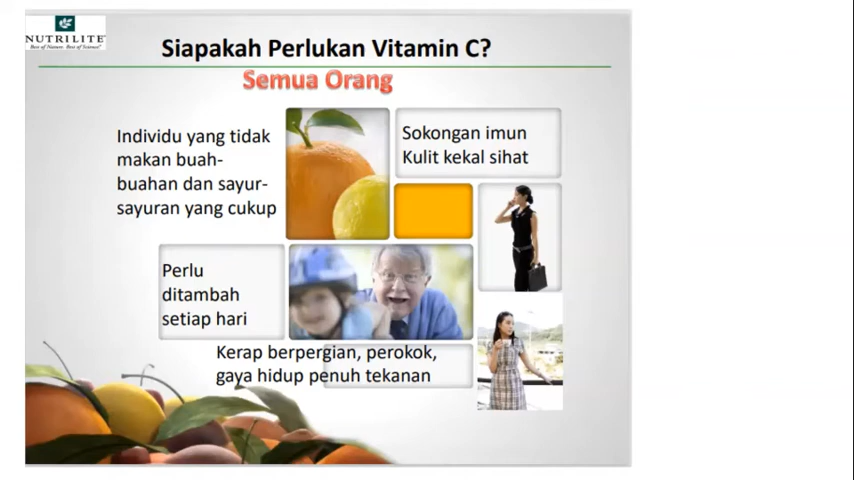 NUTRILITE
Best of Nature. Best of Science.
Siapakah Perlukan Vitamin C?
Semua Orang
Individu yang tidak
makan buah-
buahan dan sayur-
sayuran yang cukup
Sokongan imun
Kulit kekal sihat
Perlu
ditambah
setiap hari
Kerap berpergian, perokok,
gaya hidup penuh tekanan